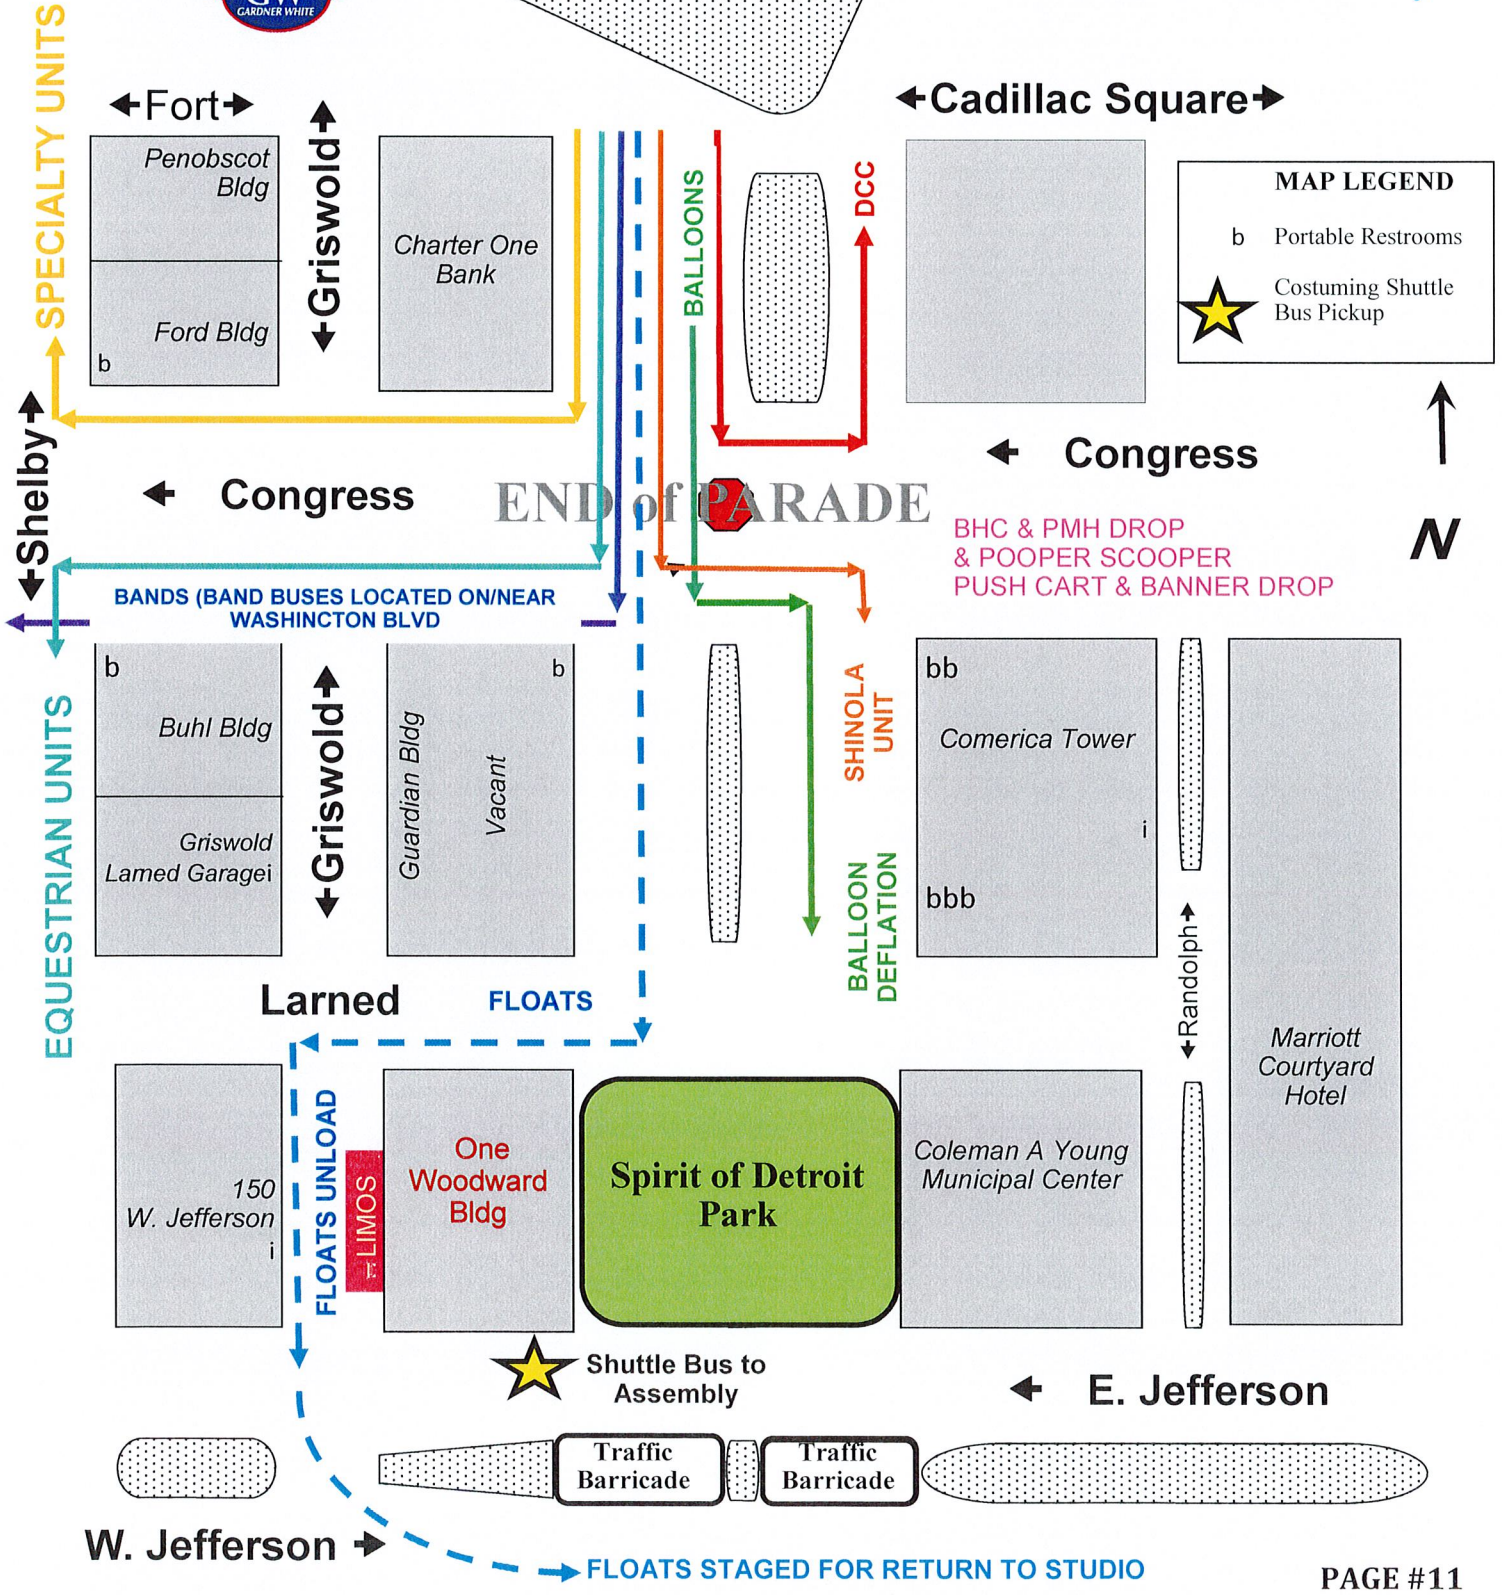 GW
GARDNER WHITE
SPECIALTY UNITS
Fort
Griswold
Cadillac Square
Penobscot
Bldg
Ford Bldg
b
Charter One
Bank
BALLOONS
DCC
MAP LEGEND
b Portable Restrooms
Costuming Shuttle
Bus Pickup
Shelby
Congress
END of PARADE
Congress
N
BHC & PMH DROP
& POOPER SCOOPER
PUSH CART & BANNER DROP
BANDS (BAND BUSES LOCATED ON/NEAR
WASHINCTON BLVD
EQUESTRIAN UNITS
b
Buhl Bldg
Griswold
Lamed Garagei
Griswold
b
Guardian Bldg
Vacant
SHINOLA
UNIT
BALLOON
DEFLATION
bb
Comerica Tower
i
bbb
Randolph
Marriott
Courtyard
Hotel
Larned
FLOATS
150
W. Jefferson
i
FLOATS UNLOAD
LIMOS
One
Woodward
Bldg
Spirit of Detroit
Park
Coleman A Young
Municipal Center
Shuttle Bus to
Assembly
E. Jefferson
Traffic
Barricade
Traffic
Barricade
W. Jefferson
FLOATS STAGED FOR RETURN TO STUDIO
PAGE #11